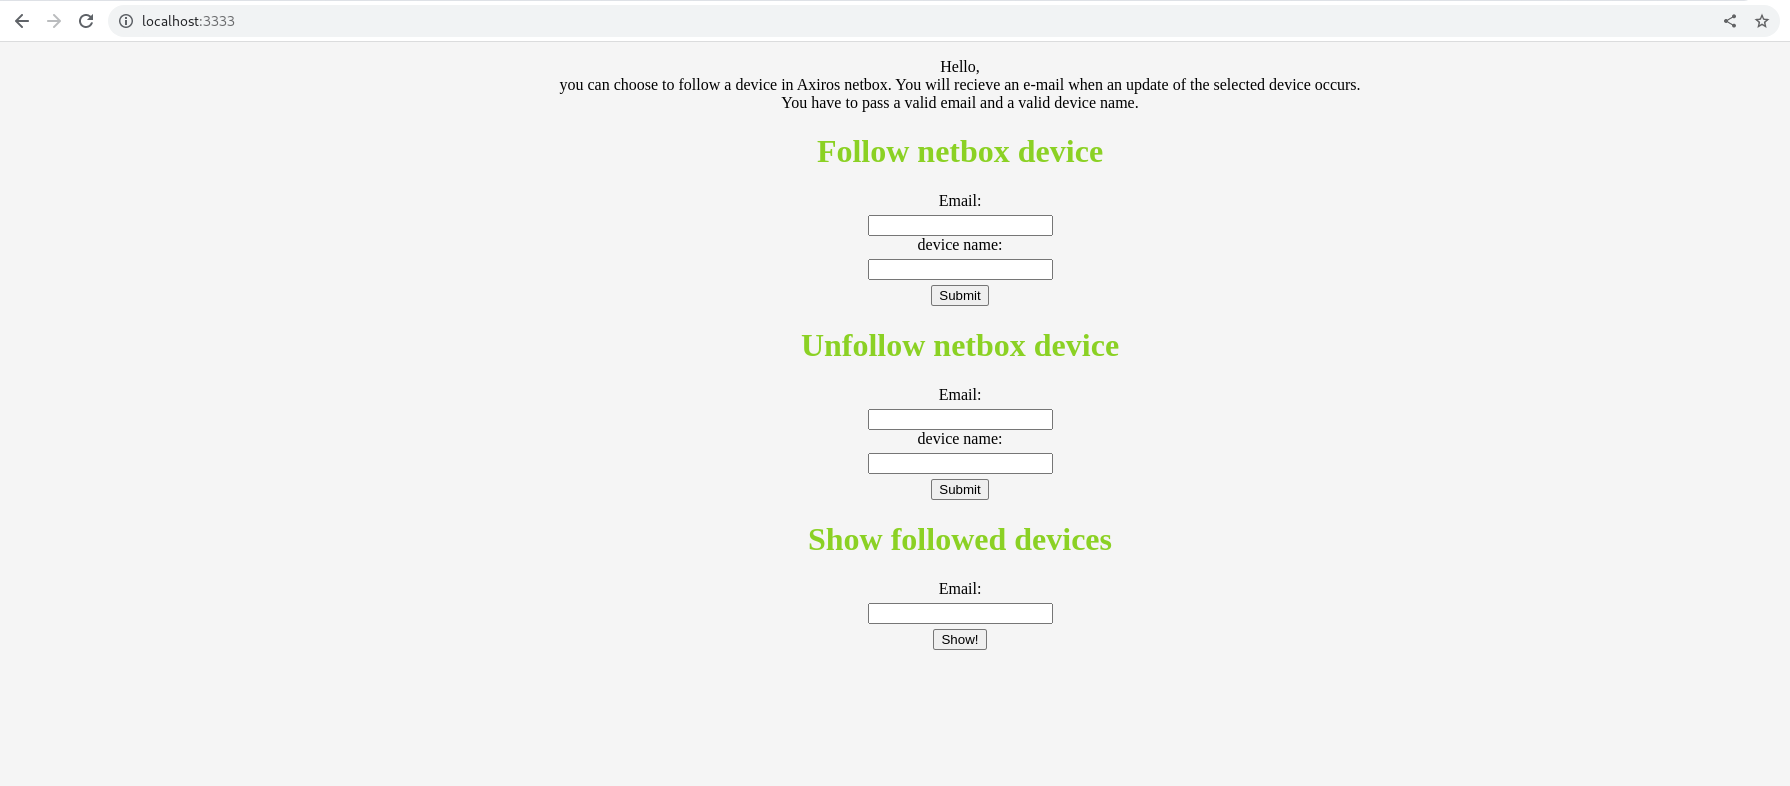 localhost:3333
Hello,
you can choose to follow a device in Axiros netbox. You will recieve an e-mail when an update of the selected device occurs.
You have to pass a valid email and a valid device name.
Follow netbox device
Email:
device name:
Submit
Unfollow netbox device
Email:
device name:
Submit
Show followed devices
Email:
Show!